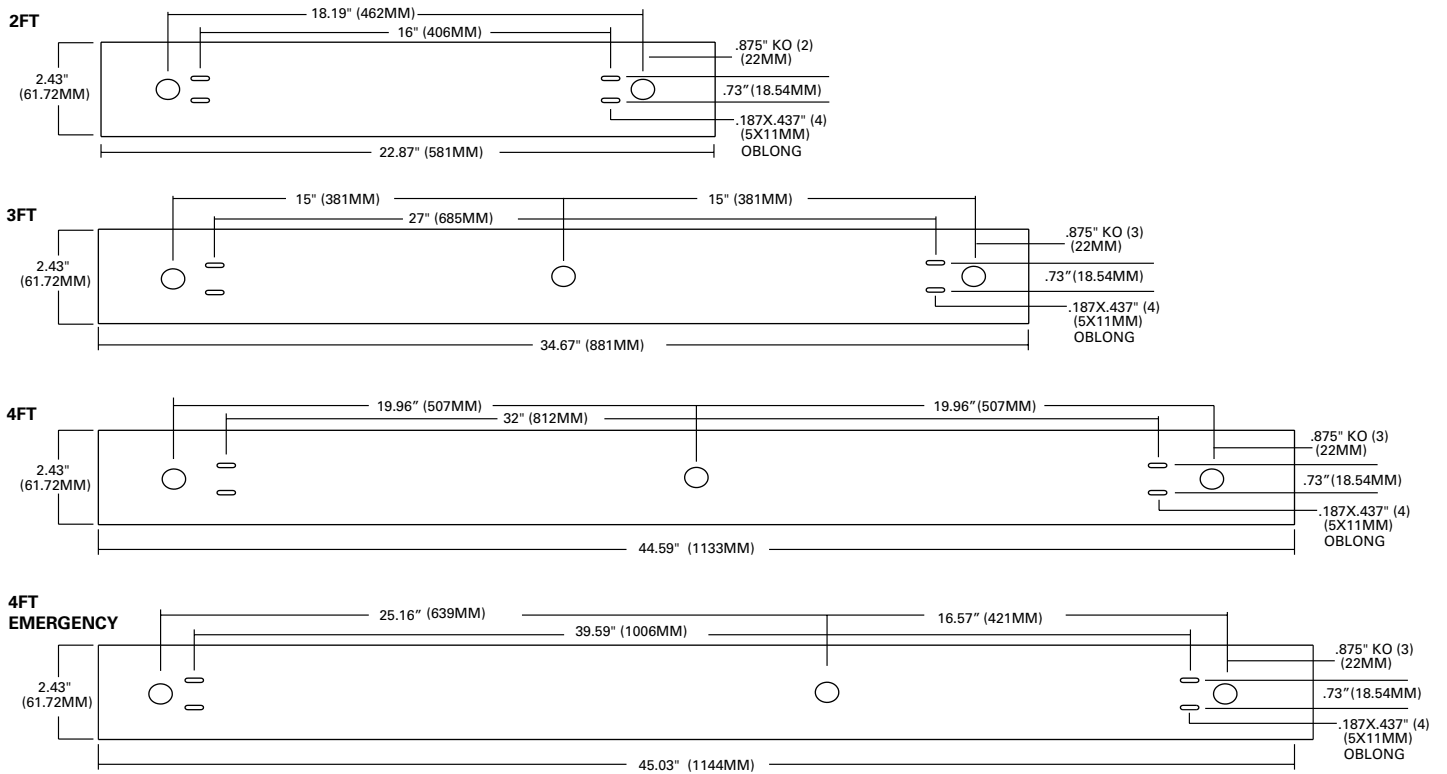 2FT
18.19" (462MM)
16" (406MM)
.875" KO (2)
(22MM)
2.43"
(61.72MM)
.73”(18.54MM)
.187X.437" (4)
(5X11MM)
OBLONG
22.87" (581MM)
3FT
15" (381MM)
15" (381MM)
27" (685MM)
.875" KO (3)
(22MM)
2.43"
(61.72MM)
.73”(18.54MM)
.187X.437" (4)
(5X11MM)
OBLONG
34.67" (881MM)
4FT
19.96” (507MM)
19.96”(507MM)
32" (812MM)
.875" KO (3)
(22MM)
2.43"
(61.72MM)
.73”(18.54MM)
.187X.437" (4)
(5X11MM)
OBLONG
44.59" (1133MM)
4FT
EMERGENCY
25.16” (639MM)
16.57” (421MM)
39.59" (1006MM)
.875" KO (3)
(22MM)
2.43"
(61.72MM)
.73”(18.54MM)
.187X.437" (4)
(5X11MM)
OBLONG
45.03" (1144MM)